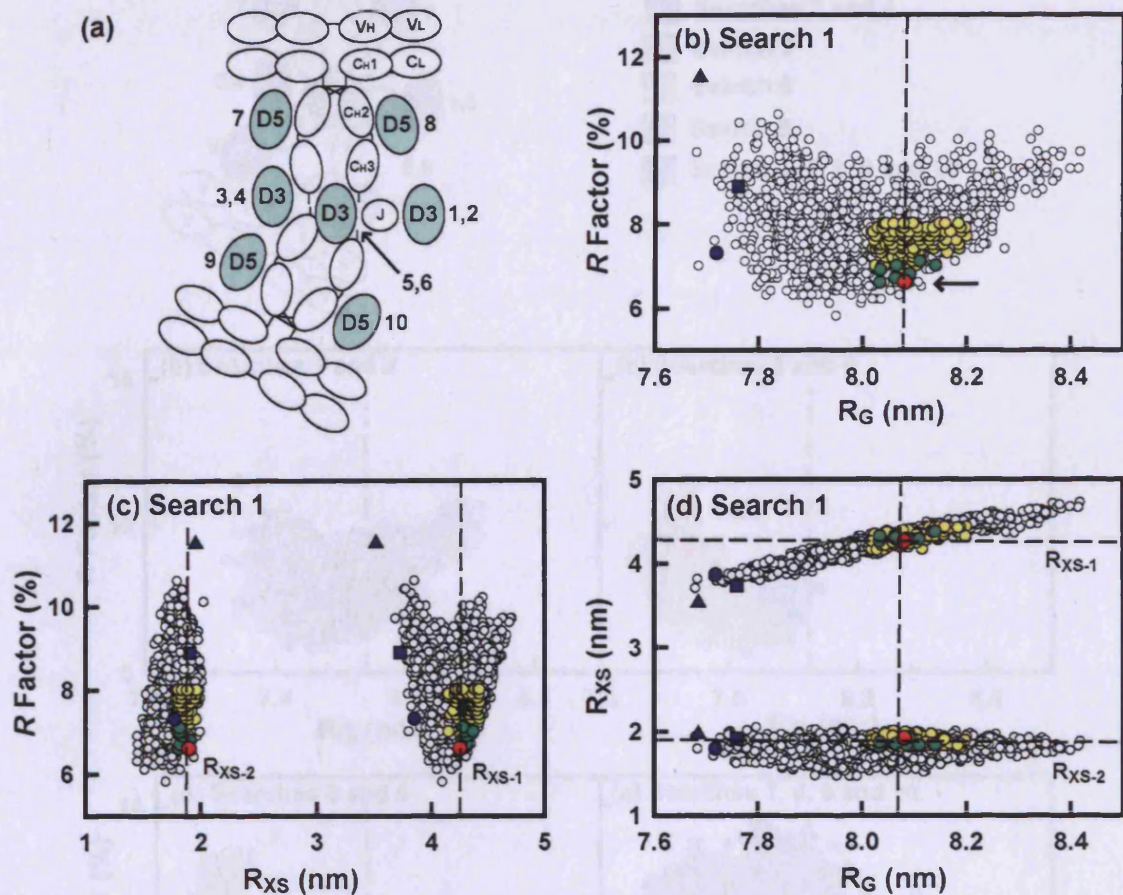 (a)
VH VL
CH1 CL
7 D5 CH2 D5 8
CH3
3,4 D3 D3 J D3 1,2
9 D5 5,6
D5 10
(b) Search 1
R Factor (%)
12
10
8
6
7.6 7.8 8.0 8.2 8.4
RG (nm)
(c) Search 1
R Factor (%)
12
10
8
6
RXS-2 RXS-1
1 2 3 4 5
RXS (nm)
(d) Search 1
RXS (nm)
5
4
3
2
1
RXS-1
RXS-2
7.6 7.8 8.0 8.2 8.4
RG (nm)